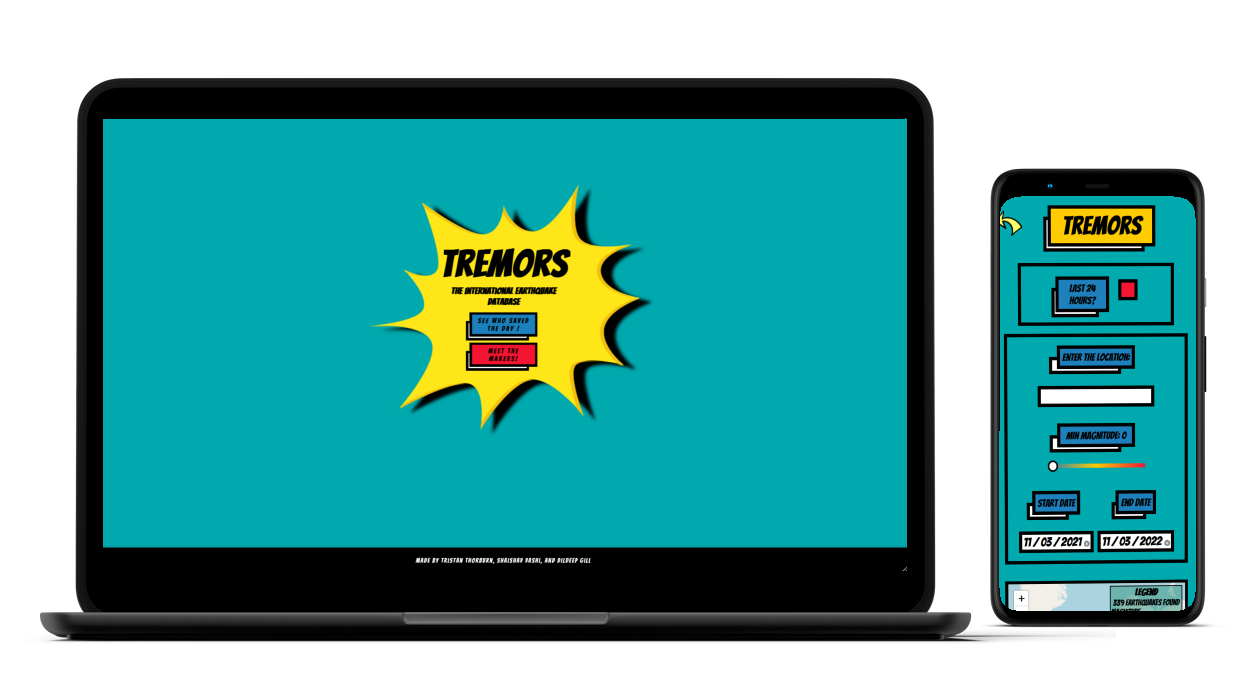 TREMORS
THE INTERNATIONAL EARTHQUAKE
DATABASE
SEE WHO SAVED
THE DAY !
MEET THE
MAKERS!
MADE BY TRISTAN THORBURN, SHAISHAV VASHI, AND DILDEEP GILL
TREMORS
LAST 24
HOURS?
ENTER THE LOCATION:
MIN MAGNITUDE: 0
START DATE
END DATE
11 / 03 / 2021
11 / 03 / 2022
+
LEGEND
339 EARTHQUAKES FOUND
MAGNITUDE